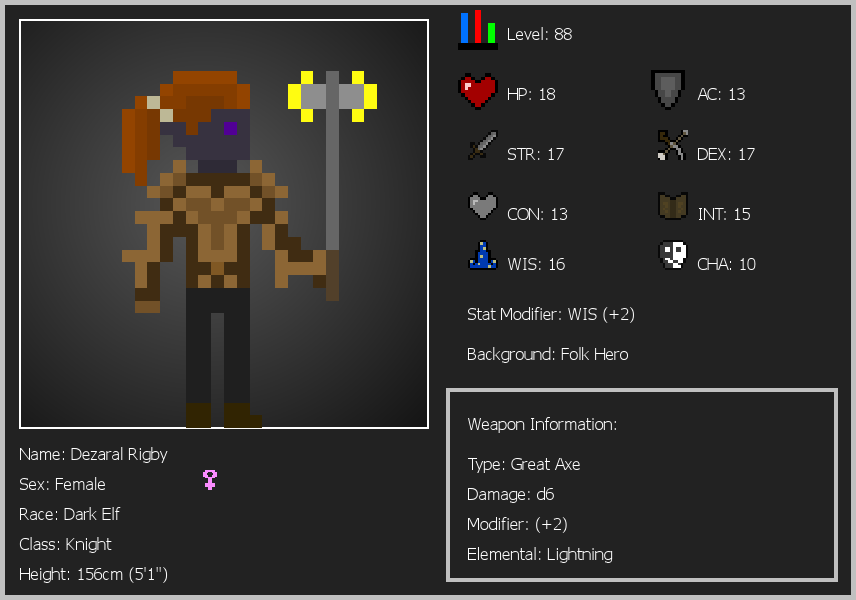 Level: 88
HP: 18
AC: 13
STR: 17
DEX: 17
CON: 13
INT: 15
WIS: 16
CHA: 10
Stat Modifier: WIS (+2)
Background: Folk Hero
Weapon Information:
Type: Great Axe
Damage: d6
Modifier: (+2)
Elemental: Lightning
Name: Dezaral Rigby
Sex: Female
Race: Dark Elf
Class: Knight
Height: 156cm (5'1")